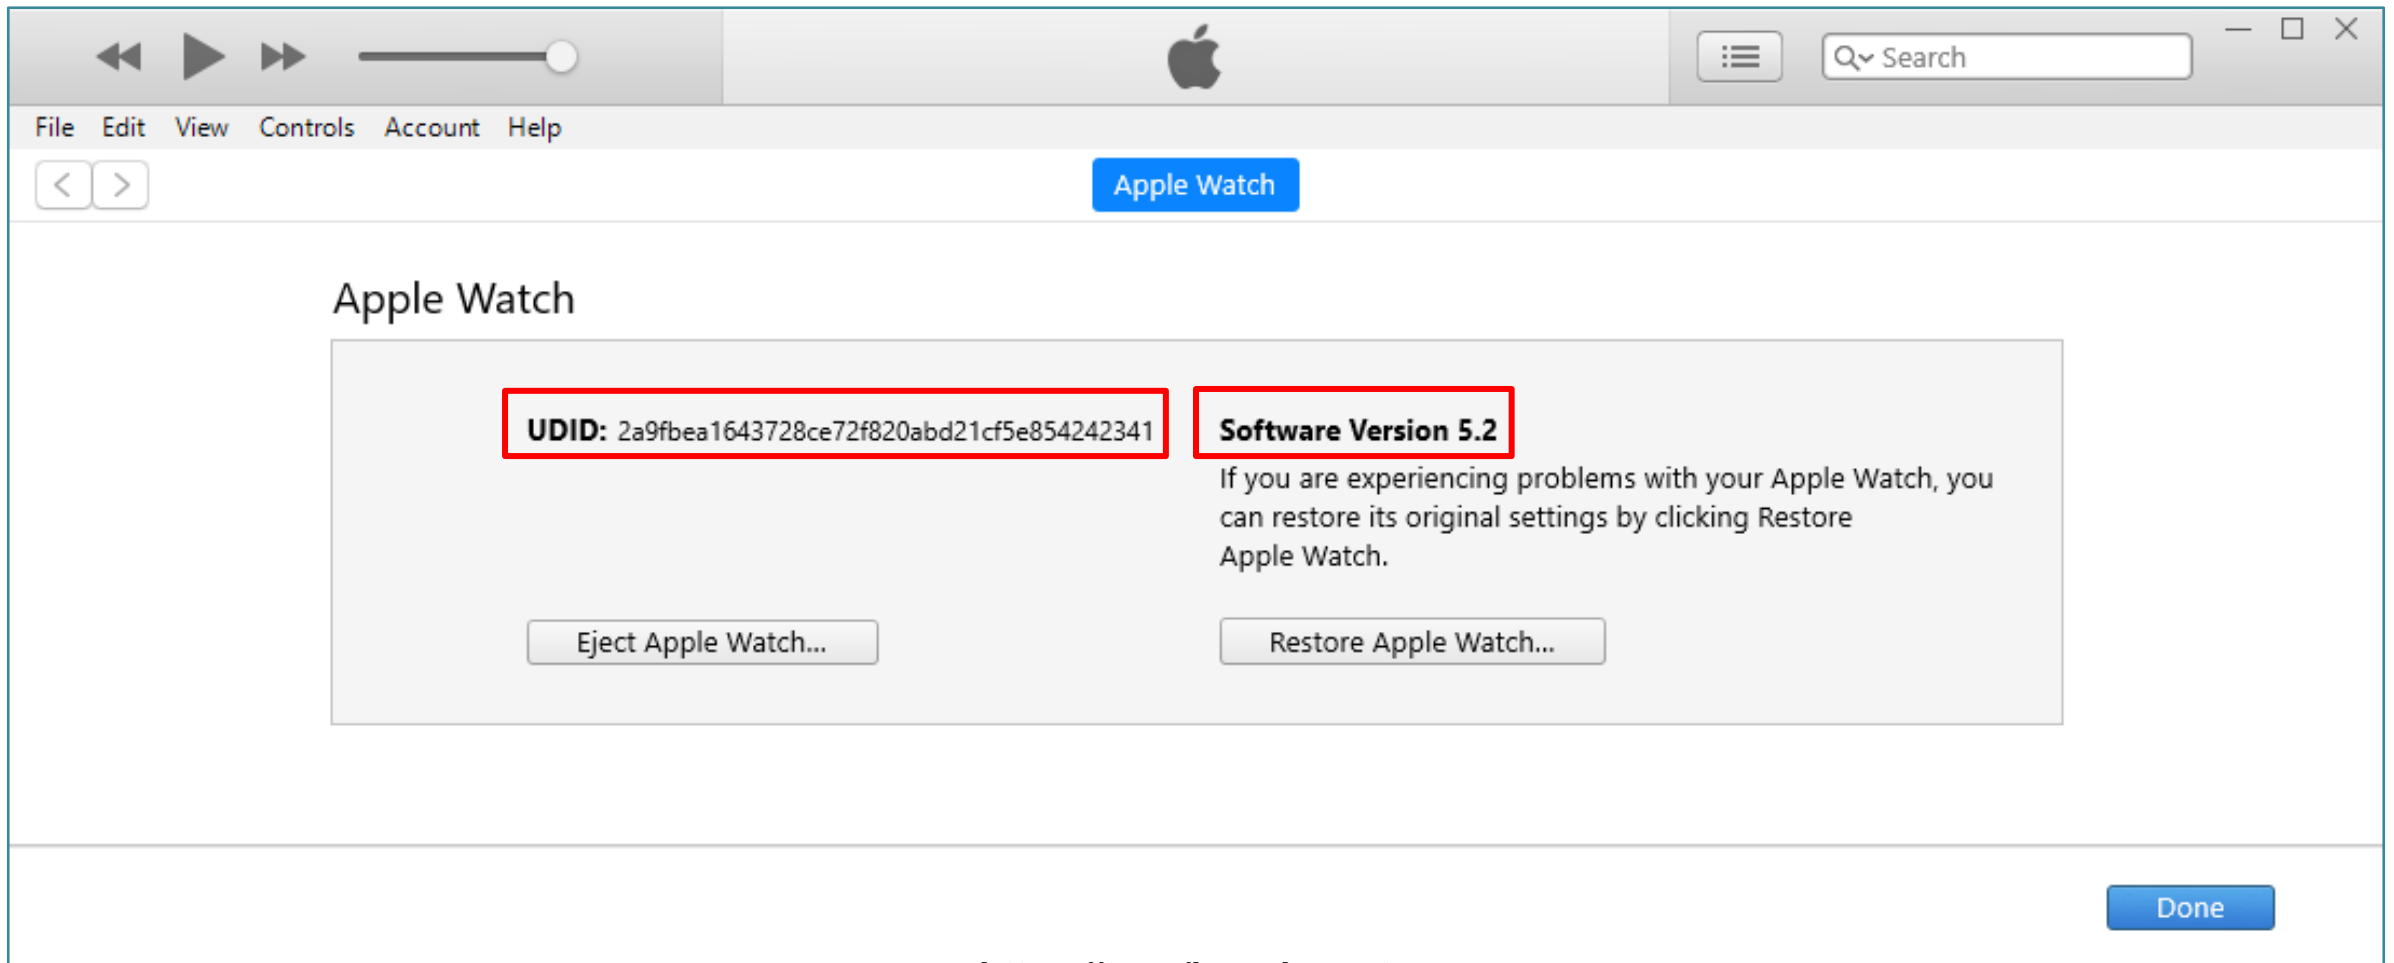 Search
File Edit View Controls Account Help
Apple Watch
Apple Watch
UDID: 2a9fbea1643728ce72f820abd21cf5e854242341
Software Version 5.2
If you are experiencing problems with your Apple Watch, you
can restore its original settings by clicking Restore
Apple Watch.
Eject Apple Watch...
Restore Apple Watch...
Done